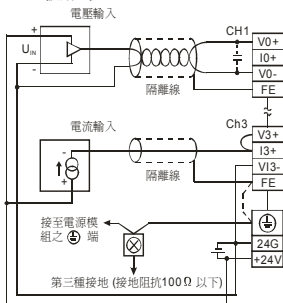 電壓輸入
CH1
+
UIN
-
V0+
I0+
V0-
FE
隔離線
電流輸入
Ch3
V3+
I3+
VI3-
FE
-
+
隔離線
接至電源模
組之 端
24G
+24V
第三種接地 (接地阻抗100Ω 以下)